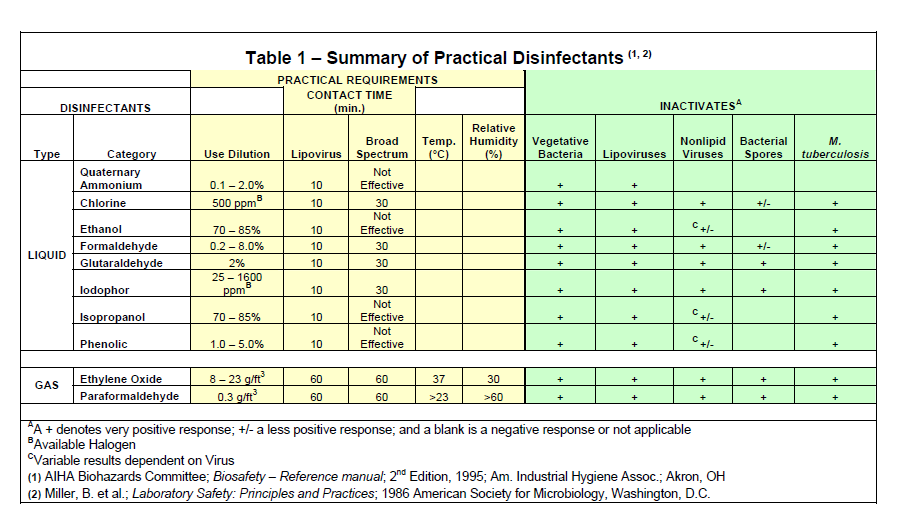 Table 1 – Summary of Practical Disinfectants (1, 2)
PRACTICAL REQUIREMENTS
DISINFECTANTS
CONTACT TIME
(min.)
INACTIVATES^A
Type Category Use Dilution Lipovirus Broad Spectrum Temp. (°C) Relative Humidity (%) Vegetative Bacteria Lipoviruses Nonlipid Viruses Bacterial Spores M. tuberculosis
LIQUID
Quaternary Ammonium 0.1 – 2.0% 10 Not Effective + +
Chlorine 500 ppm^B 10 30 + + + +/- +
Ethanol 70 – 85% 10 Not Effective + + ^C +/- +
Formaldehyde 0.2 – 8.0% 10 30 + + + +/- +
Glutaraldehyde 2% 10 30 + + + + +
Iodophor 25 – 1600 ppm^B 10 30 + + + + +
Isopropanol 70 – 85% 10 Not Effective + + ^C +/- +
Phenolic 1.0 – 5.0% 10 Not Effective + + ^C +/- +
GAS
Ethylene Oxide 8 – 23 g/ft³ 60 60 37 30 + + + + +
Paraformaldehyde 0.3 g/ft³ 60 60 >23 >60 + + + + +
^A A + denotes very positive response; +/- a less positive response; and a blank is a negative response or not applicable
^B Available Halogen
^C Variable results dependent on Virus
(1) AIHA Biohazards Committee; Biosafety – Reference manual; 2nd Edition, 1995; Am. Industrial Hygiene Assoc.; Akron, OH
(2) Miller, B. et al.; Laboratory Safety: Principles and Practices; 1986 American Society for Microbiology, Washington, D.C.